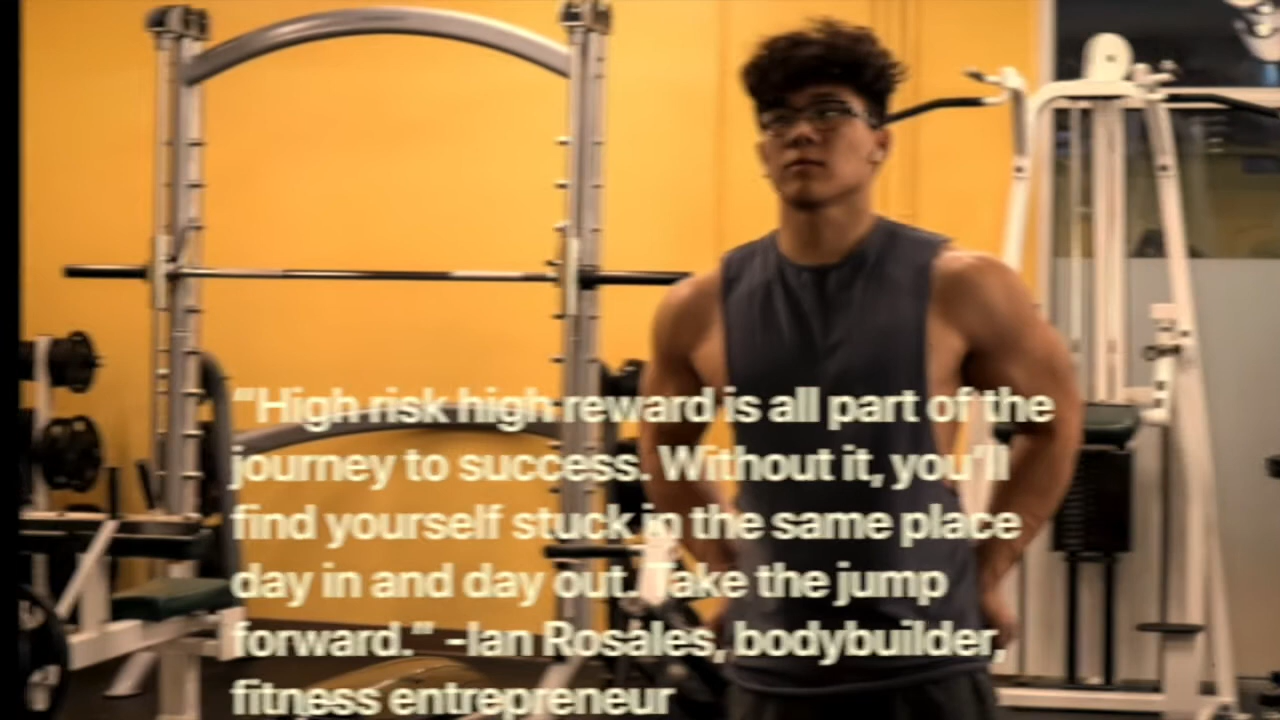 “High risk high reward is all part of the
journey to success. Without it, you’ll
find yourself stuck in the same place
day in and day out. Take the jump
forward.“ -Ian Rosales, bodybuilder,
fitness entrepreneur